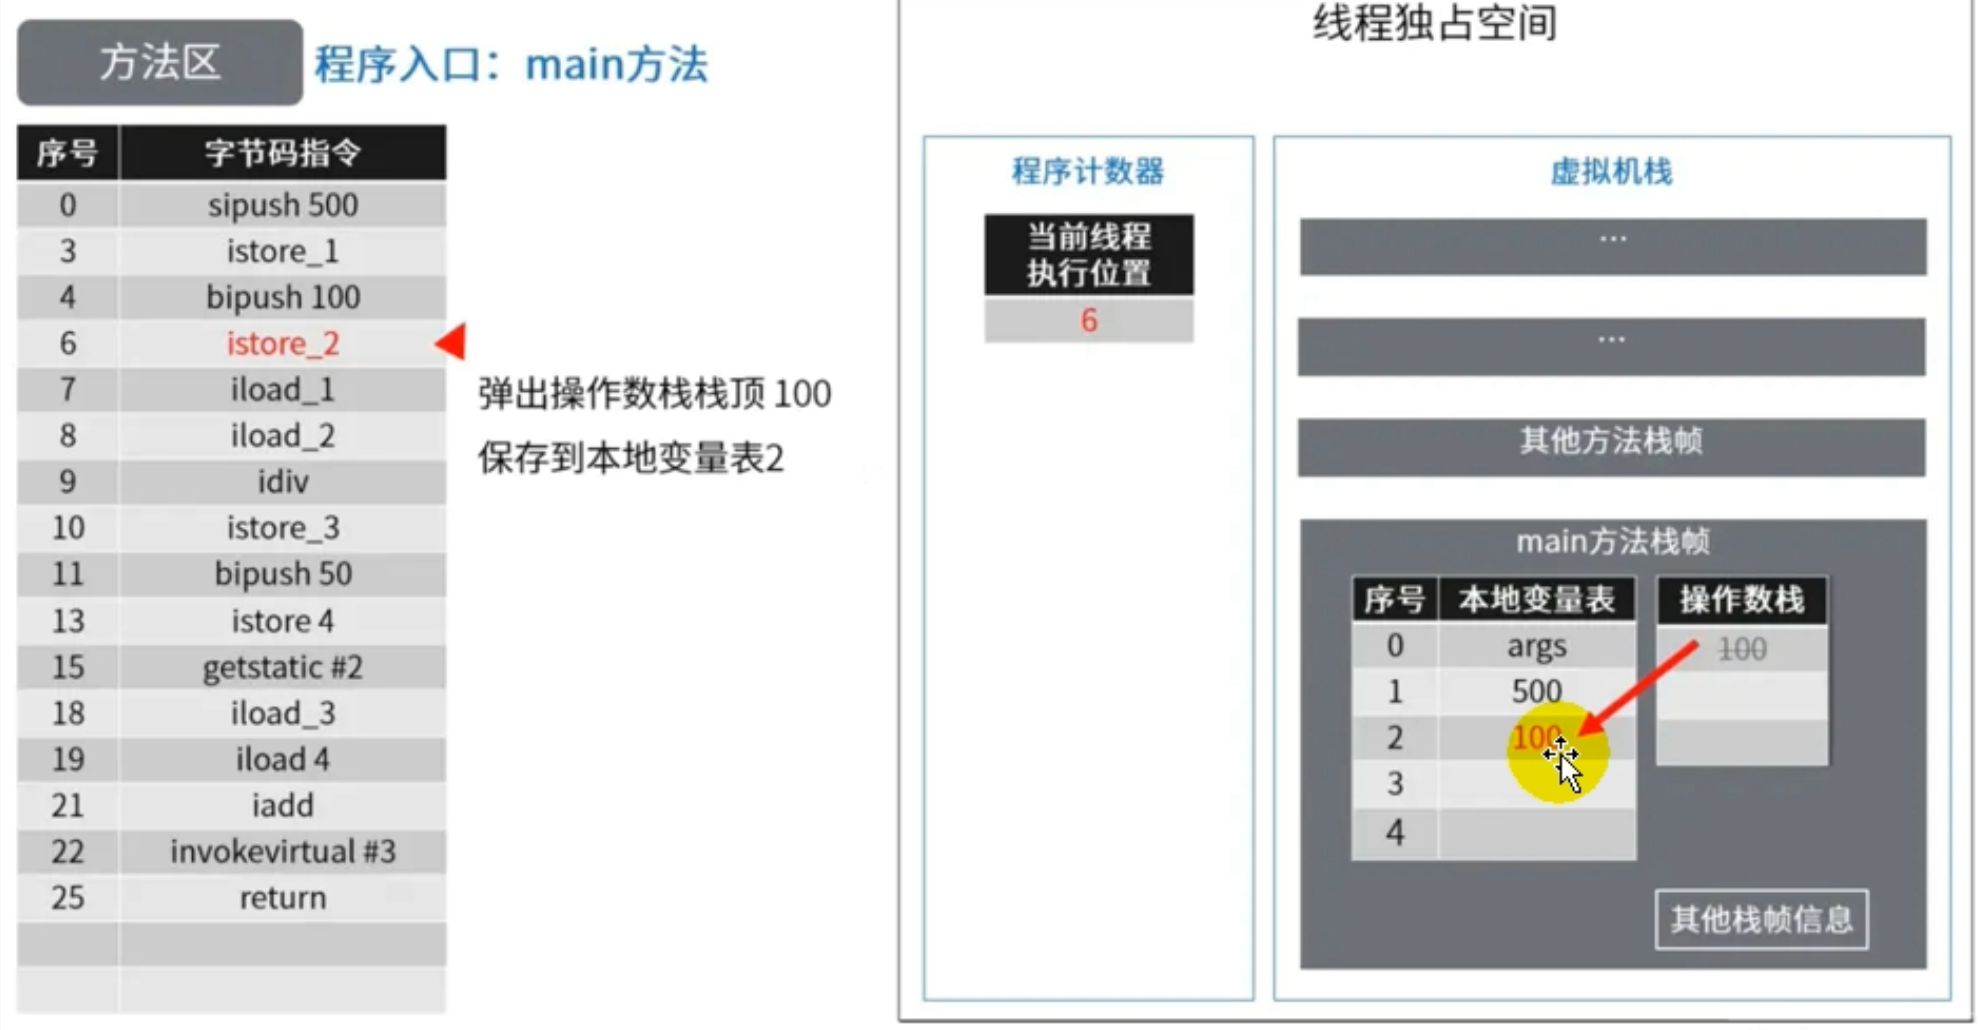 方法区 程序入口：main方法
序号 字节码指令
0 sipush 500
3 istore_1
4 bipush 100
6 istore_2
7 iload_1
8 iload_2
9 idiv
10 istore_3
11 bipush 50
13 istore 4
15 getstatic #2
18 iload_3
19 iload 4
21 iadd
22 invokevirtual #3
25 return
弹出操作数栈栈顶 100
保存到本地变量表2
线程独占空间
程序计数器
当前线程
执行位置
6
虚拟机栈
...
...
其他方法栈帧
main方法栈帧
序号 本地变量表
0 args
1 500
2 100
3
4
操作数栈
100
其他栈帧信息